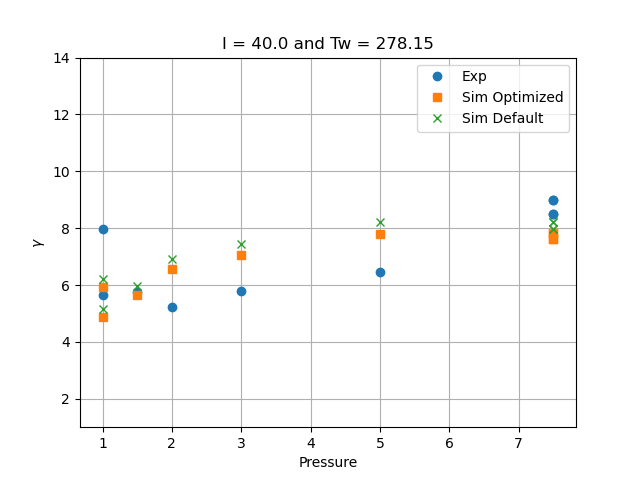 I = 40.0 and Tw = 278.15
14
12
10
8
6
4
2
γ
Exp
Sim Optimized
Sim Default
1
2
3
4
5
6
7
Pressure